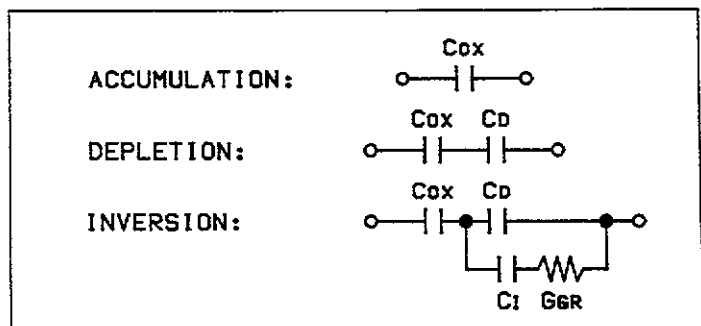 Cox
ACCUMULATION:
Cox CD
DEPLETION:
Cox CD
INVERSION:
CI GGR